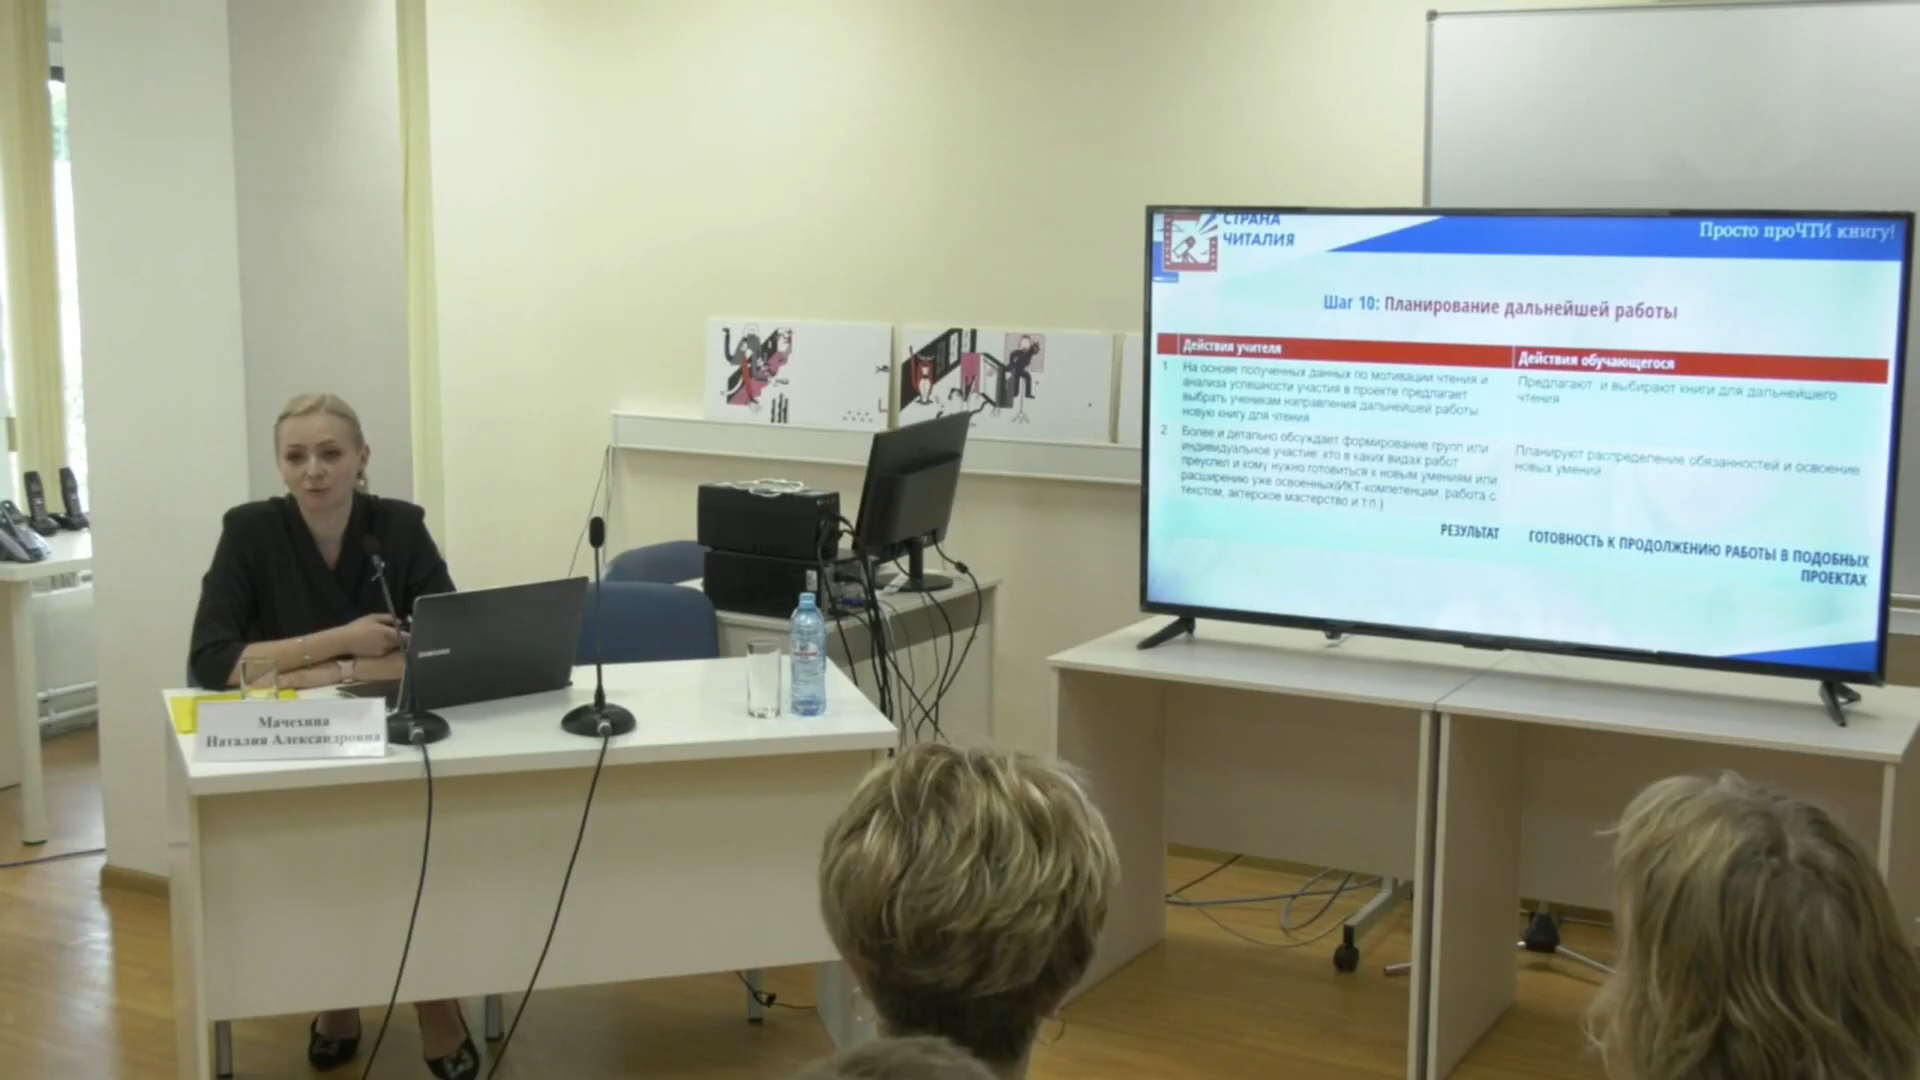 СТРАНА
ЧИТАЛИЯ
Просто проЧТИ книгу!
Шаг 10: Планирование дальнейшей работы
Действия учителя
Действия обучающегося
1 На основе полученных данных по мотивации чтения и
анализа успешности участия в проекте предлагает
выбрать ученикам направления дальнейшей работы:
новую книгу для чтения
Предлагают и выбирают книги для дальнейшего
чтения
2 Более и детально обсуждает формирование групп или
индивидуальное участие: кто в каких видах работ
преуспел и кому нужно готовиться к новым умениям или
расширению уже освоенных(ИКТ-компетенции, работа с
текстом, актерское мастерство и т.п.)
Планируют распределение обязанностей и освоение
новых умений
РЕЗУЛЬТАТ
ГОТОВНОСТЬ К ПРОДОЛЖЕНИЮ РАБОТЫ В ПОДОБНЫХ
ПРОЕКТАХ
SAMSUNG
Мачехина
Наталия Александровна